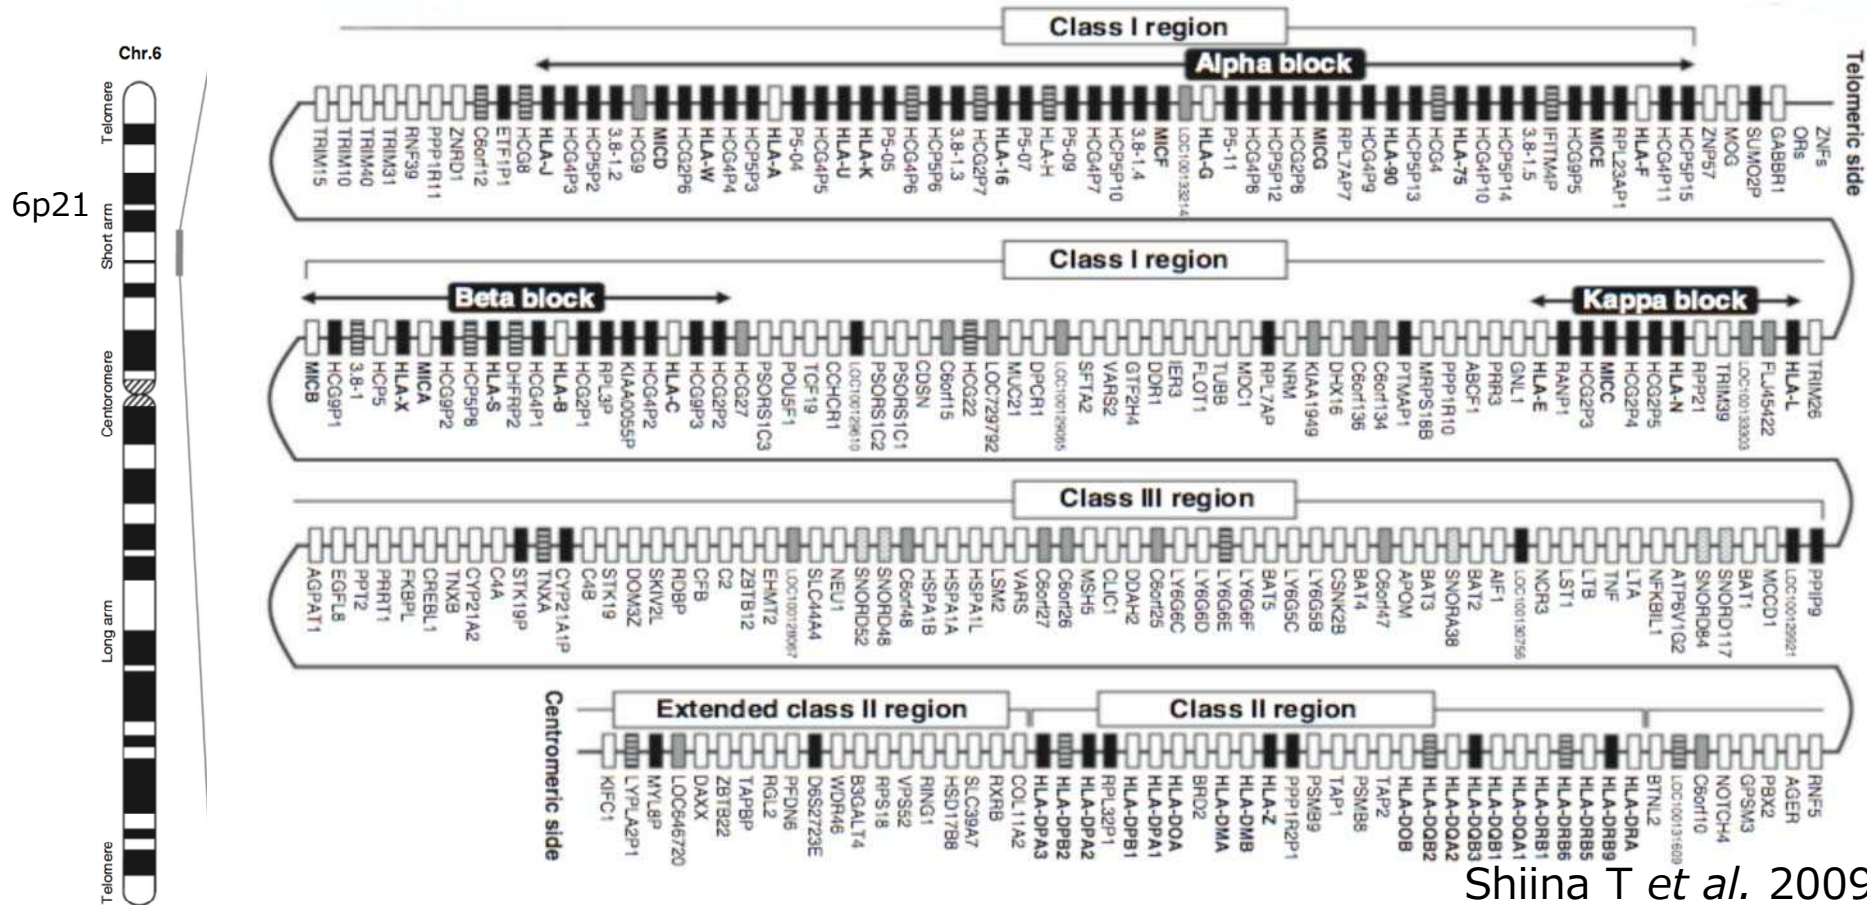 Chr.6
Telomere
6p21
Short arm
Centoromere
Long arm
Telomere
Class I region
Alpha block
Telomeric side
TRIM15
TRIM10
TRIM40
TRIM31
RNF39
PPP1R11
ZNRD1
C6orf12
ETF1P1
HCG8
HLA-J
HCG4P3
HCP5P2
3.8-1.2
HCG9
MICD
HCG2P6
HLA-W
HCG4P4
HCP5P3
HLA-A
P5-04
HCG4P5
HLA-U
HLA-K
P5-05
HCG4P6
HCP5P6
3.8-1.3
HCG2P7
HLA-16
P5-07
HLA-H
P5-09
HCG4P7
HCP5P10
3.8-1.4
MICF
LOC100133214
HLA-G
P5-11
HCG4P8
HCP5P12
HCG2P8
MICG
RPL7AP7
HCG4P9
HLA-90
HCP5P13
HCG4
HLA-75
HCG4P10
HCP5P14
3.8-1.5
IFITM4P
HCG9P5
MICE
RPL23AP1
HLA-F
HCG4P11
HCP5P15
ZNP57
MOG
SUMO2P
GABBR1
ORs
ZNFs
Class I region
Beta block
Kappa block
MICB
HCG9P1
3.8-1
HCP5
HLA-X
MICA
HCG9P2
HCP5P8
HLA-S
DHFRP2
HCG4P1
HLA-B
HCG2P1
RPL3P
KIAA0055P
HCG4P2
HLA-C
HCG9P3
HCG2P2
HCG27
PSORS1C3
POU5F1
TCF19
CCHCR1
LOC100129610
PSORS1C2
PSORS1C1
CDSN
C6orf15
HCG22
LOC729792
MUC21
DPCR1
LOC100129065
SFTA2
VARS2
GTF2H4
DDR1
IER3
FLOT1
TUBB
MDC1
RPL7AP
NRM
KIAA1949
DHX16
C6orf136
C6orf134
PTMAP1
MRPS18B
PPP1R10
ABCF1
PRR3
GNL1
HLA-E
RANP1
HCG2P3
MICC
HCG2P4
HCG2P5
HLA-N
RPP21
TRIM39
LOC100133303
FLJ45422
HLA-L
TRIM26
Class III region
AGPAT1
EGFL8
PPT2
PRRT1
FKBPL
CREBL1
TNXB
CYP21A2
C4A
STK19P
TNXA
CYP21A1P
C4B
STK19
DOM3Z
SKIV2L
RDBP
CFB
C2
ZBTB12
EHMT2
LOC100128067
SLC44A4
NEU1
SNORD52
SNORD48
C6orf48
HSPA1B
HSPA1A
HSPA1L
LSM2
VARS
C6orf27
C6orf26
MSH5
CLIC1
DDAH2
C6orf25
LY6G6C
LY6G6D
LY6G6E
LY6G6F
BAT5
LY6G5C
LY6G5B
CSNK2B
BAT4
C6orf47
APOM
BAT3
SNORA38
BAT2
AIF1
LOC100130756
NCR3
LST1
LTB
TNF
LTA
NFKBIL1
ATP6V1G2
SNORD84
SNORD117
BAT1
MCCD1
LOC100129921
PPIP9
Extended class II region
Class II region
Centromeric side
KIFC1
LYPLA2P1
MYL8P
LOC646720
DAXX
ZBTB22
TAPBP
RGL2
PFDN6
D6S2723E
WDR46
B3GALT4
RPS18
VPS52
RING1
HSD17B8
SLC39A7
RXRB
COL11A2
HLA-DPA3
HLA-DPB2
HLA-DPA2
RPL32P1
HLA-DPB1
HLA-DPA1
HLA-DOA
BRD2
HLA-DMA
HLA-DMB
HLA-Z
PPP1R2P1
PSMB9
TAP1
PSMB8
TAP2
HLA-DOB
HLA-DQB2
HLA-DQA2
HLA-DQB3
HLA-DQB1
HLA-DQA1
HLA-DRB1
HLA-DRB6
HLA-DRB5
HLA-DRB9
HLA-DRA
BTNL2
LOC100131609
C6orf10
NOTCH4
GPSM3
PBX2
AGER
RNF5
Shiina T et al. 2009